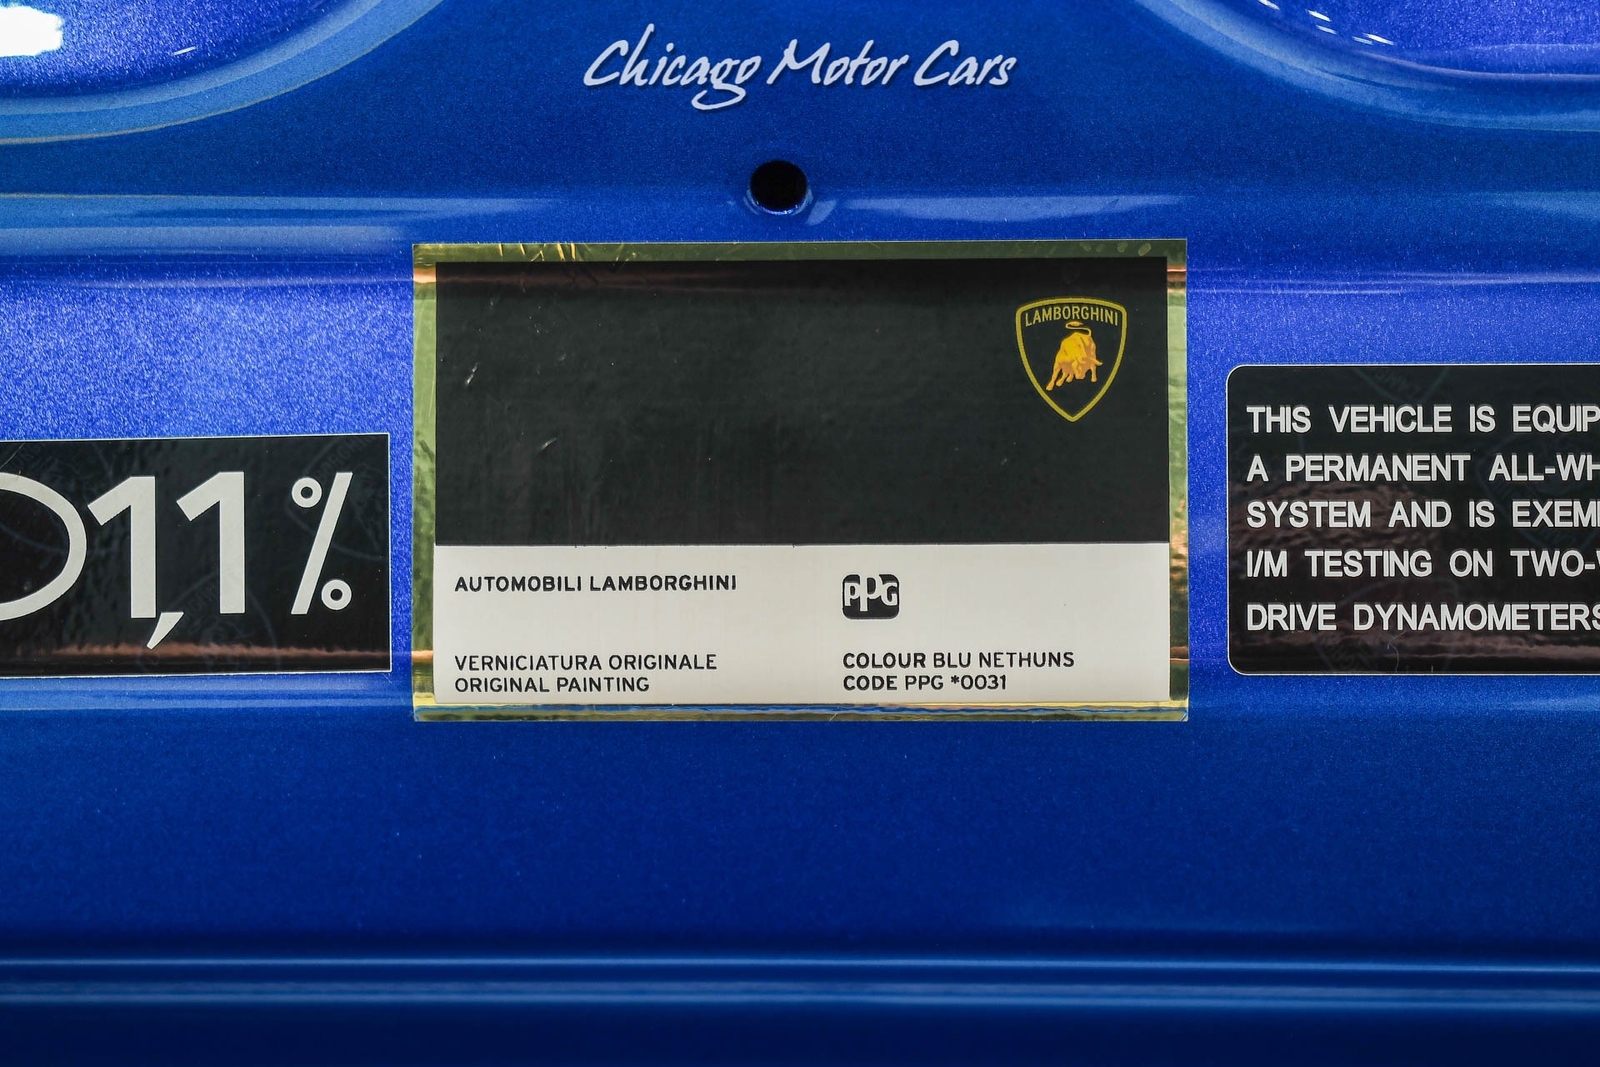 Chicago Motor Cars
LAMBORGHINI
AUTOMOBILI LAMBORGHINI
PPG
VERNICIATURA ORIGINALE
ORIGINAL PAINTING
COLOUR BLU NETHUNS
CODE PPG *0031
1,1%
THIS VEHICLE IS EQUIP
A PERMANENT ALL-WH
SYSTEM AND IS EXEM
I/M TESTING ON TWO-W
DRIVE DYNAMOMETERS